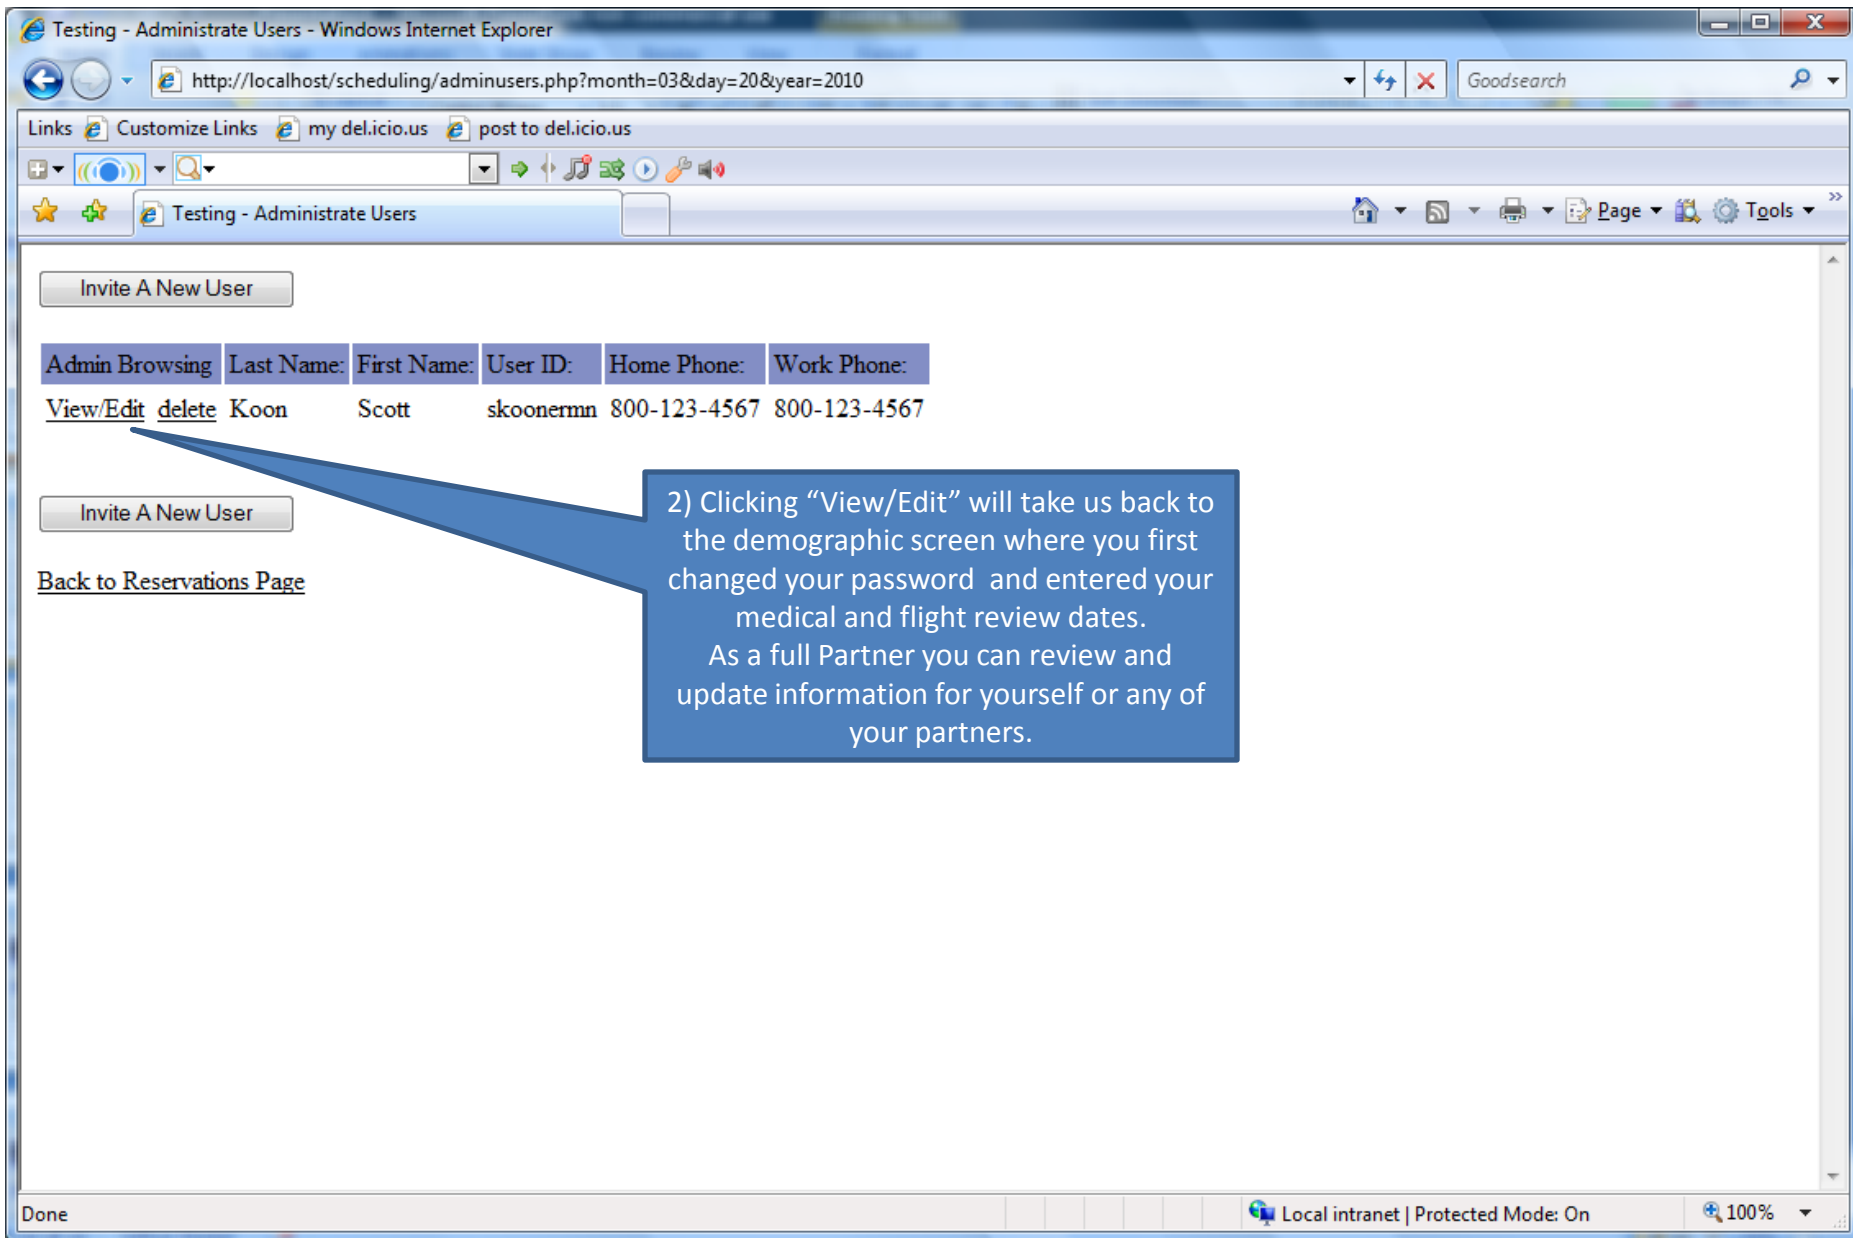 Testing - Administrate Users - Windows Internet Explorer
http://localhost/scheduling/adminusers.php?month=03&day=20&year=2010
Goodsearch
Links Customize Links my del.icio.us post to del.icio.us
Testing - Administrate Users
Page Tools
Invite A New User
Admin Browsing Last Name: First Name: User ID: Home Phone: Work Phone:
View/Edit delete Koon Scott skoonermn 800-123-4567 800-123-4567
2) Clicking “View/Edit” will take us back to
the demographic screen where you first
changed your password and entered your
medical and flight review dates.
As a full Partner you can review and
update information for yourself or any of
your partners.
Invite A New User
Back to Reservations Page
Done
Local intranet | Protected Mode: On
100%